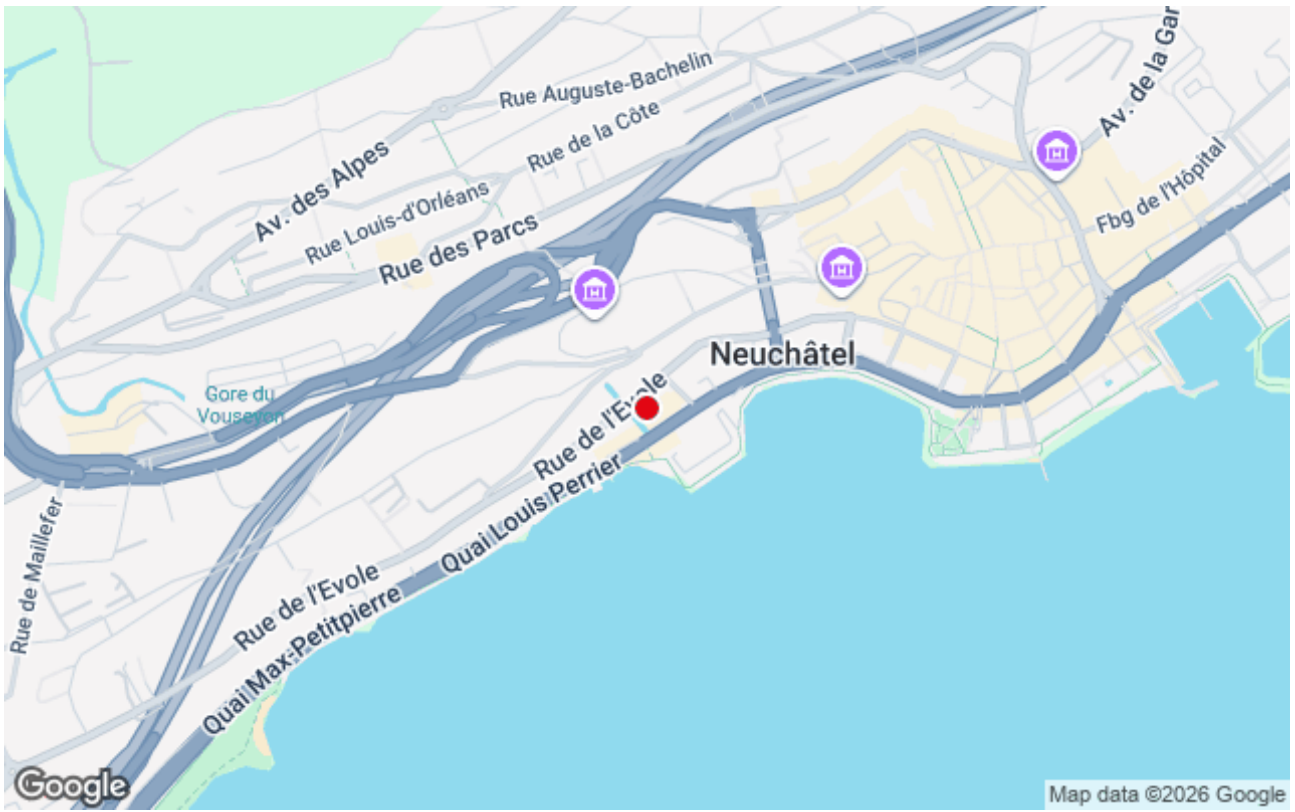 Rue Auguste-Bachelin
Av. de la Gar
Rue de la Côte
Av. des Alpes
Rue Louis-d'Orléans
Fbg de l'Hôpital
Rue des Parcs
Neuchâtel
Gore du
Vouseyon
Rue de l'Evole
Quai Louis Perrier
Rue de Maillefer
Rue de l'Evole
Quai Max-Petitpierre
Google
Map data ©2026 Google